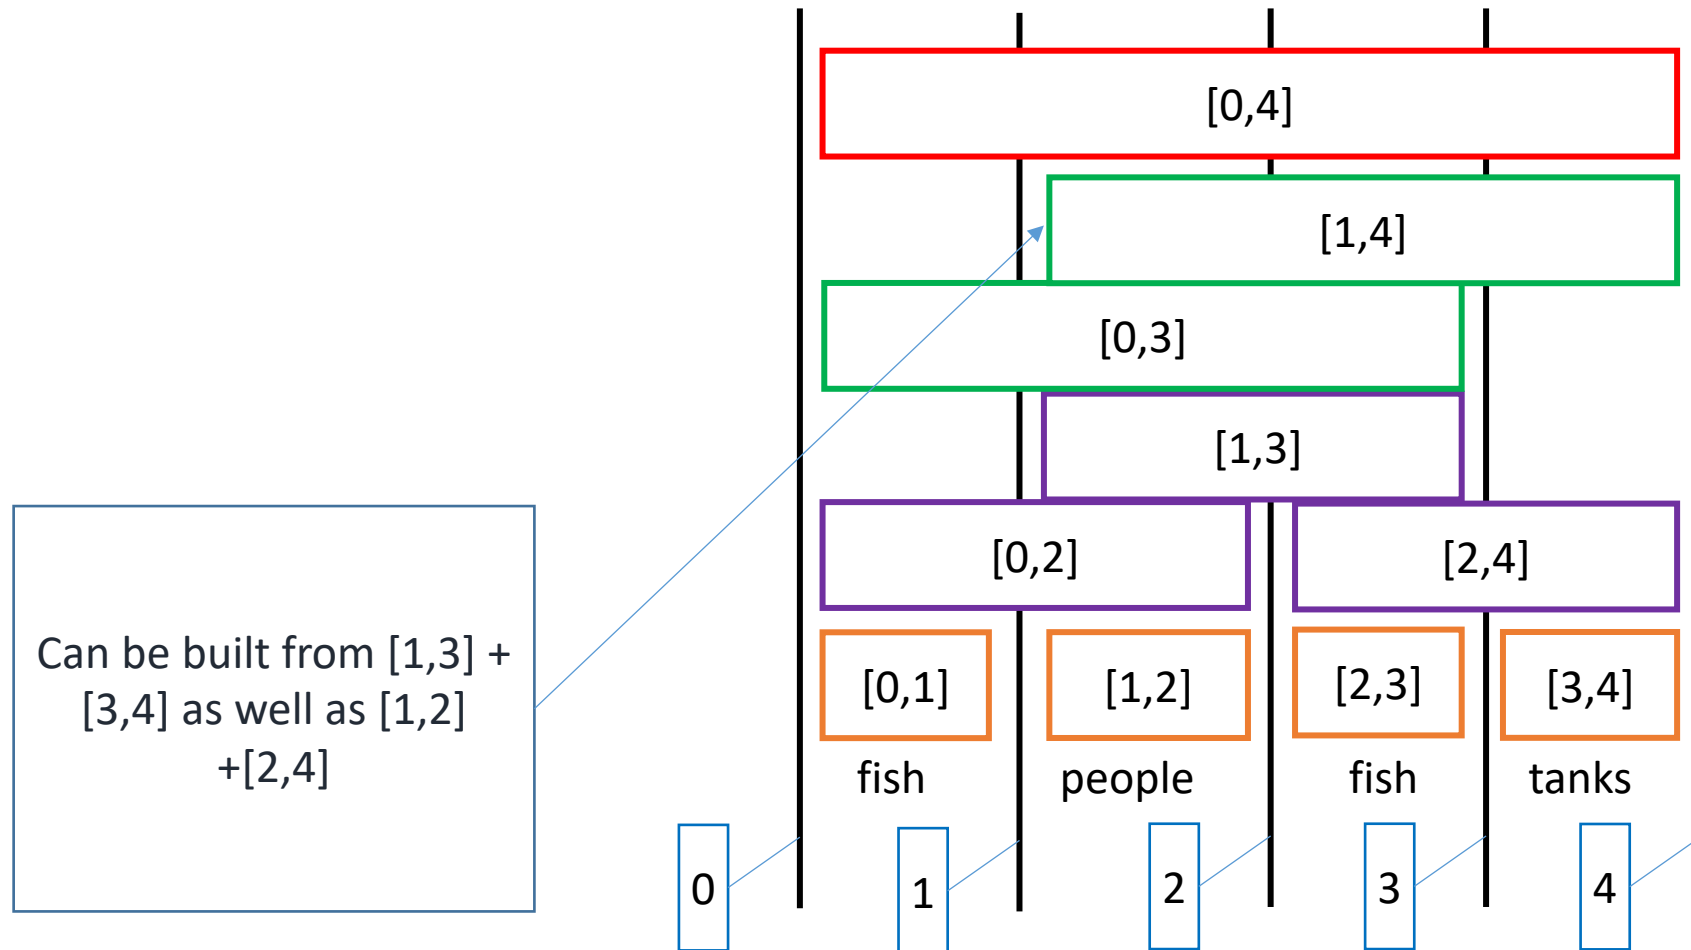 [0,4]
[1,4]
[0,3]
[1,3]
[0,2] [2,4]
Can be built from [1,3] +
[3,4] as well as [1,2]
+[2,4]
[0,1] [1,2] [2,3] [3,4]
fish people fish tanks
0 1 2 3 4